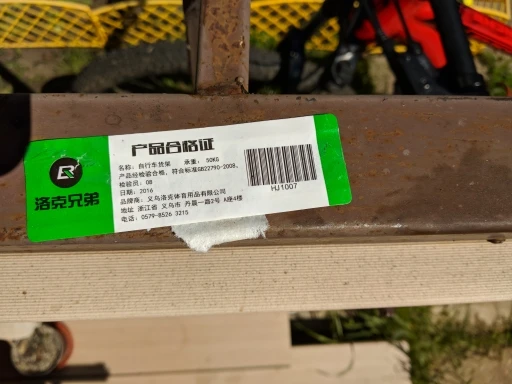 洛克兄弟
产品合格证
名称：自行车货架 承重：50KG
产品经检验合格，符合标准GB22790-2008。
检验员：08
日期：2016
品牌商：义乌洛克体育用品有限公司
地址 浙江省 义乌市 丹晨一路2号 A座4楼
电话：0579-8526 3215
HJ1007